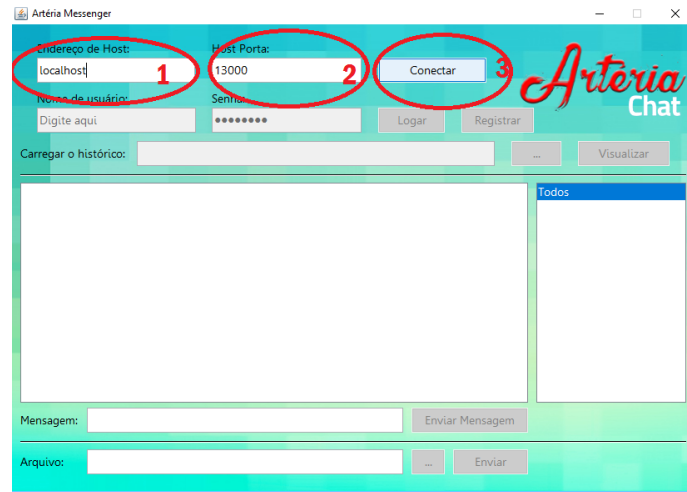 Artéria Messenger
Endereço de Host: Host Porta:
localhost 1 13000 2 Conectar 3
Artéria
Chat
Nome de usuário: Senha:
Digite aqui •••••••• Logar Registrar
Carregar o histórico: ... Visualizar
Todos
Mensagem: Enviar Mensagem
Arquivo: ... Enviar